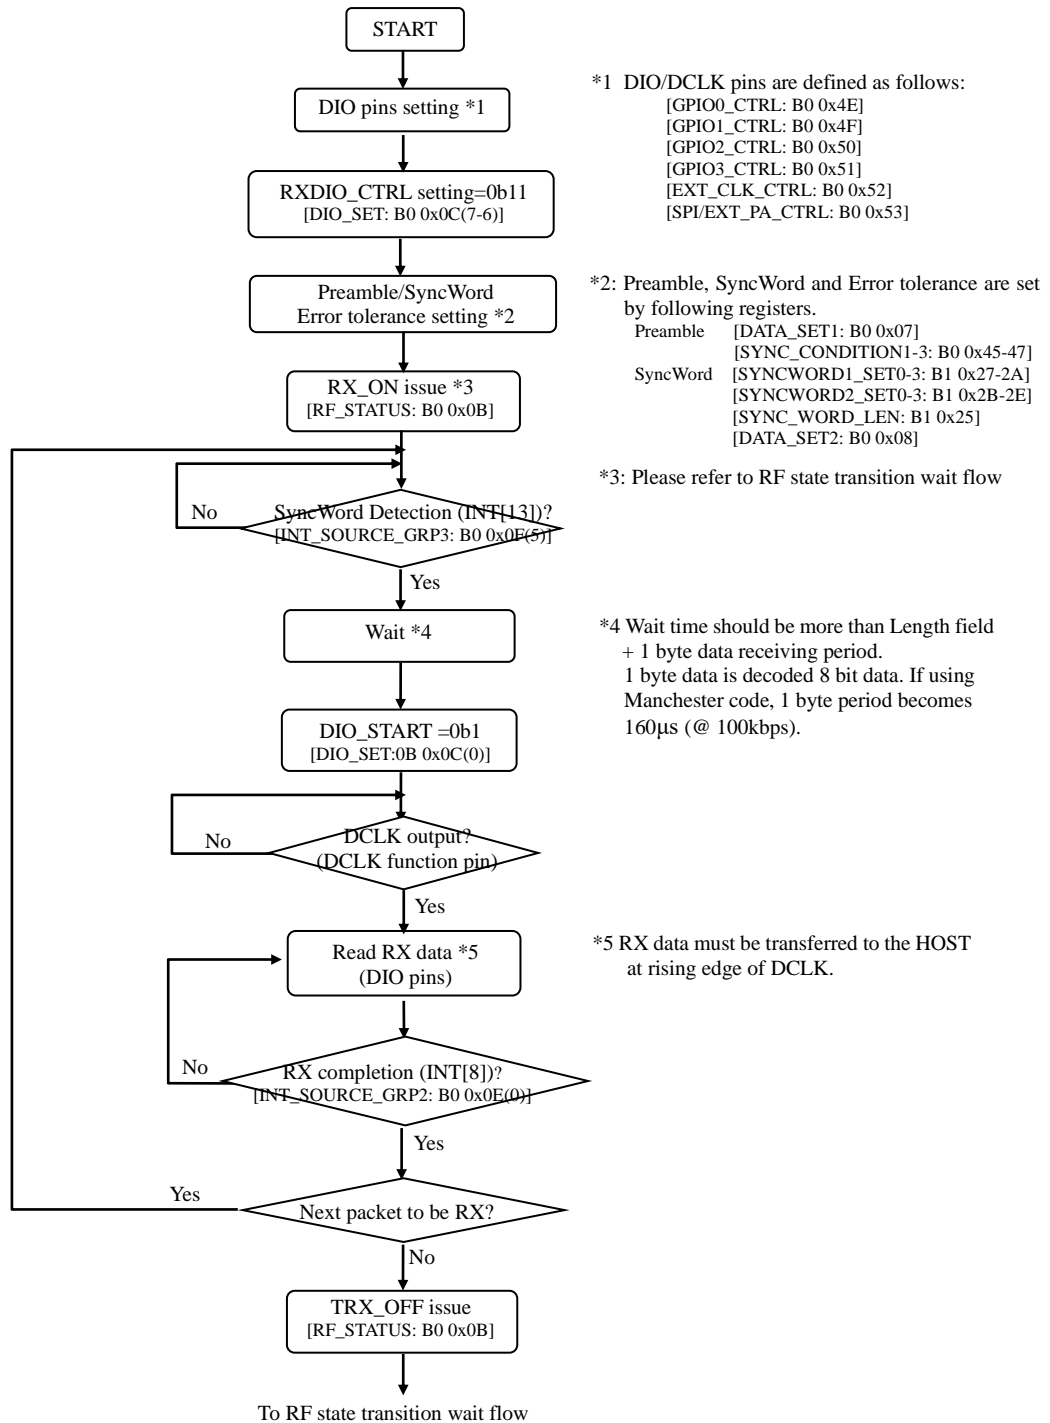 START
DIO pins setting *1
RXDIO_CTRL setting=0b11
[DIO_SET: B0 0x0C(7-6)]
Preamble/SyncWord
Error tolerance setting *2
RX_ON issue *3
[RF_STATUS: B0 0x0B]
No
SyncWord Detection (INT[13])?
[INT_SOURCE_GRP3: B0 0x0F(5)]
Yes
Wait *4
DIO_START =0b1
[DIO_SET:0B 0x0C(0)]
No
DCLK output?
(DCLK function pin)
Yes
Read RX data *5
(DIO pins)
No
RX completion (INT[8])?
[INT_SOURCE_GRP2: B0 0x0E(0)]
Yes
Yes
Next packet to be RX?
No
TRX_OFF issue
[RF_STATUS: B0 0x0B]
To RF state transition wait flow
*1 DIO/DCLK pins are defined as follows:
[GPIO0_CTRL: B0 0x4E]
[GPIO1_CTRL: B0 0x4F]
[GPIO2_CTRL: B0 0x50]
[GPIO3_CTRL: B0 0x51]
[EXT_CLK_CTRL: B0 0x52]
[SPI/EXT_PA_CTRL: B0 0x53]
*2: Preamble, SyncWord and Error tolerance are set
by following registers.
Preamble [DATA_SET1: B0 0x07]
[SYNC_CONDITION1-3: B0 0x45-47]
SyncWord [SYNCWORD1_SET0-3: B1 0x27-2A]
[SYNCWORD2_SET0-3: B1 0x2B-2E]
[SYNC_WORD_LEN: B1 0x25]
[DATA_SET2: B0 0x08]
*3: Please refer to RF state transition wait flow
*4 Wait time should be more than Length field
+ 1 byte data receiving period.
1 byte data is decoded 8 bit data. If using
Manchester code, 1 byte period becomes
160μs (@ 100kbps).
*5 RX data must be transferred to the HOST
at rising edge of DCLK.